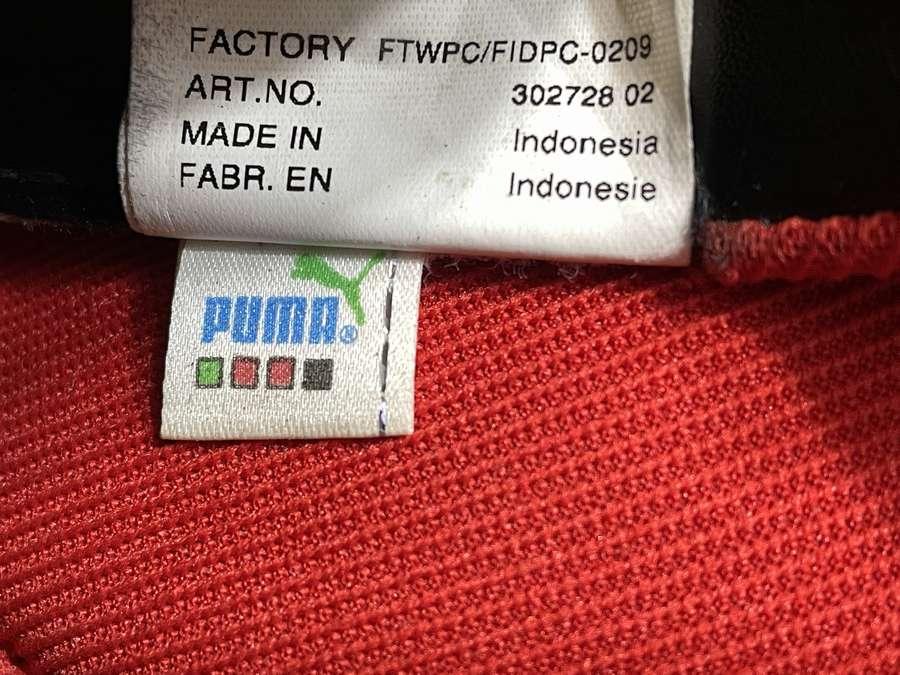 FACTORY FTWPC/FIDPC-0209
ART.NO. 302728 02
MADE IN Indonesia
FABR. EN Indonesie
PUMA®